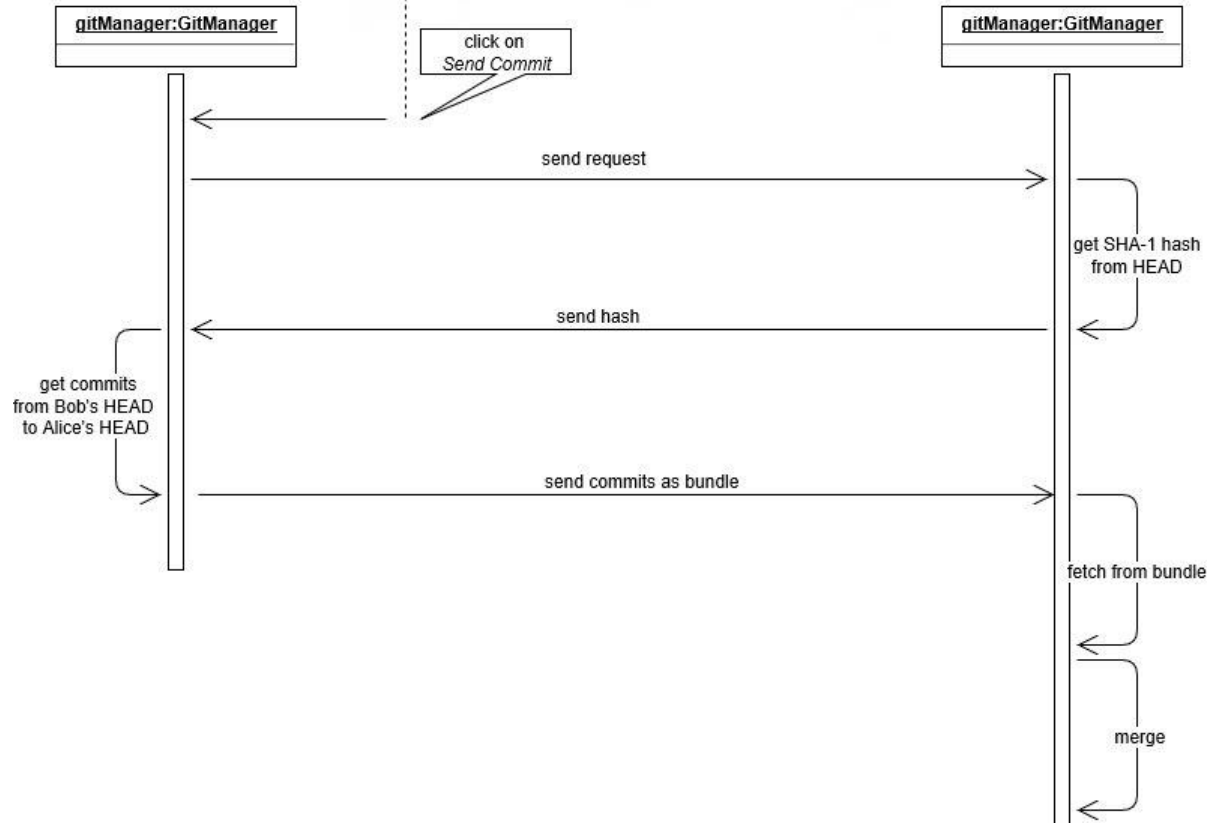 gitManager:GitManager
gitManager:GitManager
click on
Send Commit
send request
get SHA-1 hash
from HEAD
send hash
get commits
from Bob's HEAD
to Alice's HEAD
send commits as bundle
fetch from bundle
merge